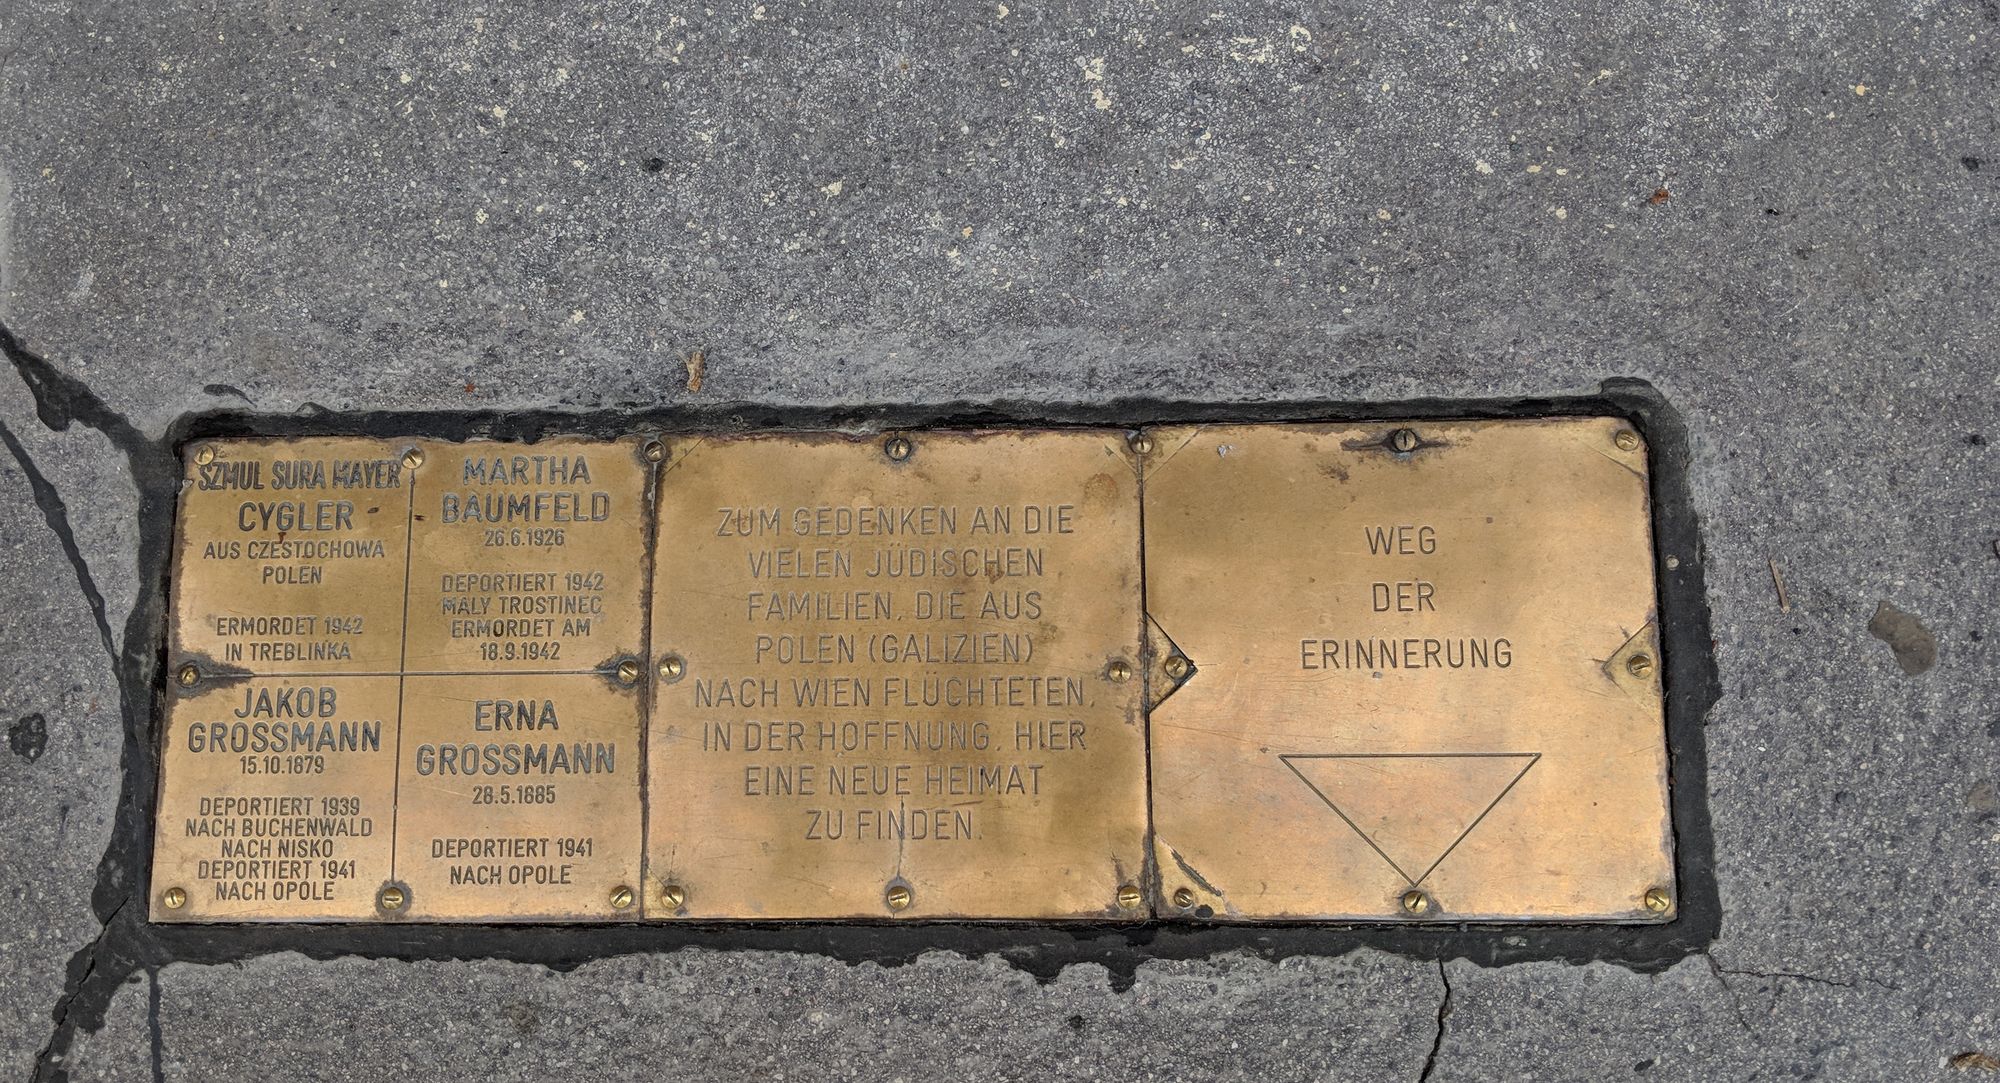 SZMUL SURA MAYER
CYGLER
AUS CZESTOCHOWA
POLEN
ERMORDET 1942
IN TREBLINKA
MARTHA
BAUMFELD
26.6.1926
DEPORTIERT 1942
MALY TROSTINEC
ERMORDET AM
18.9.1942
JAKOB
GROSSMANN
15.10.1879
DEPORTIERT 1939
NACH BUCHENWALD
NACH NISKO
DEPORTIERT 1941
NACH OPOLE
ERNA
GROSSMANN
28.5.1885
DEPORTIERT 1941
NACH OPOLE
ZUM GEDENKEN AN DIE
VIELEN JÜDISCHEN
FAMILIEN, DIE AUS
POLEN (GALIZIEN)
NACH WIEN FLÜCHTETEN,
IN DER HOFFNUNG, HIER
EINE NEUE HEIMAT
ZU FINDEN.
WEG
DER
ERINNERUNG